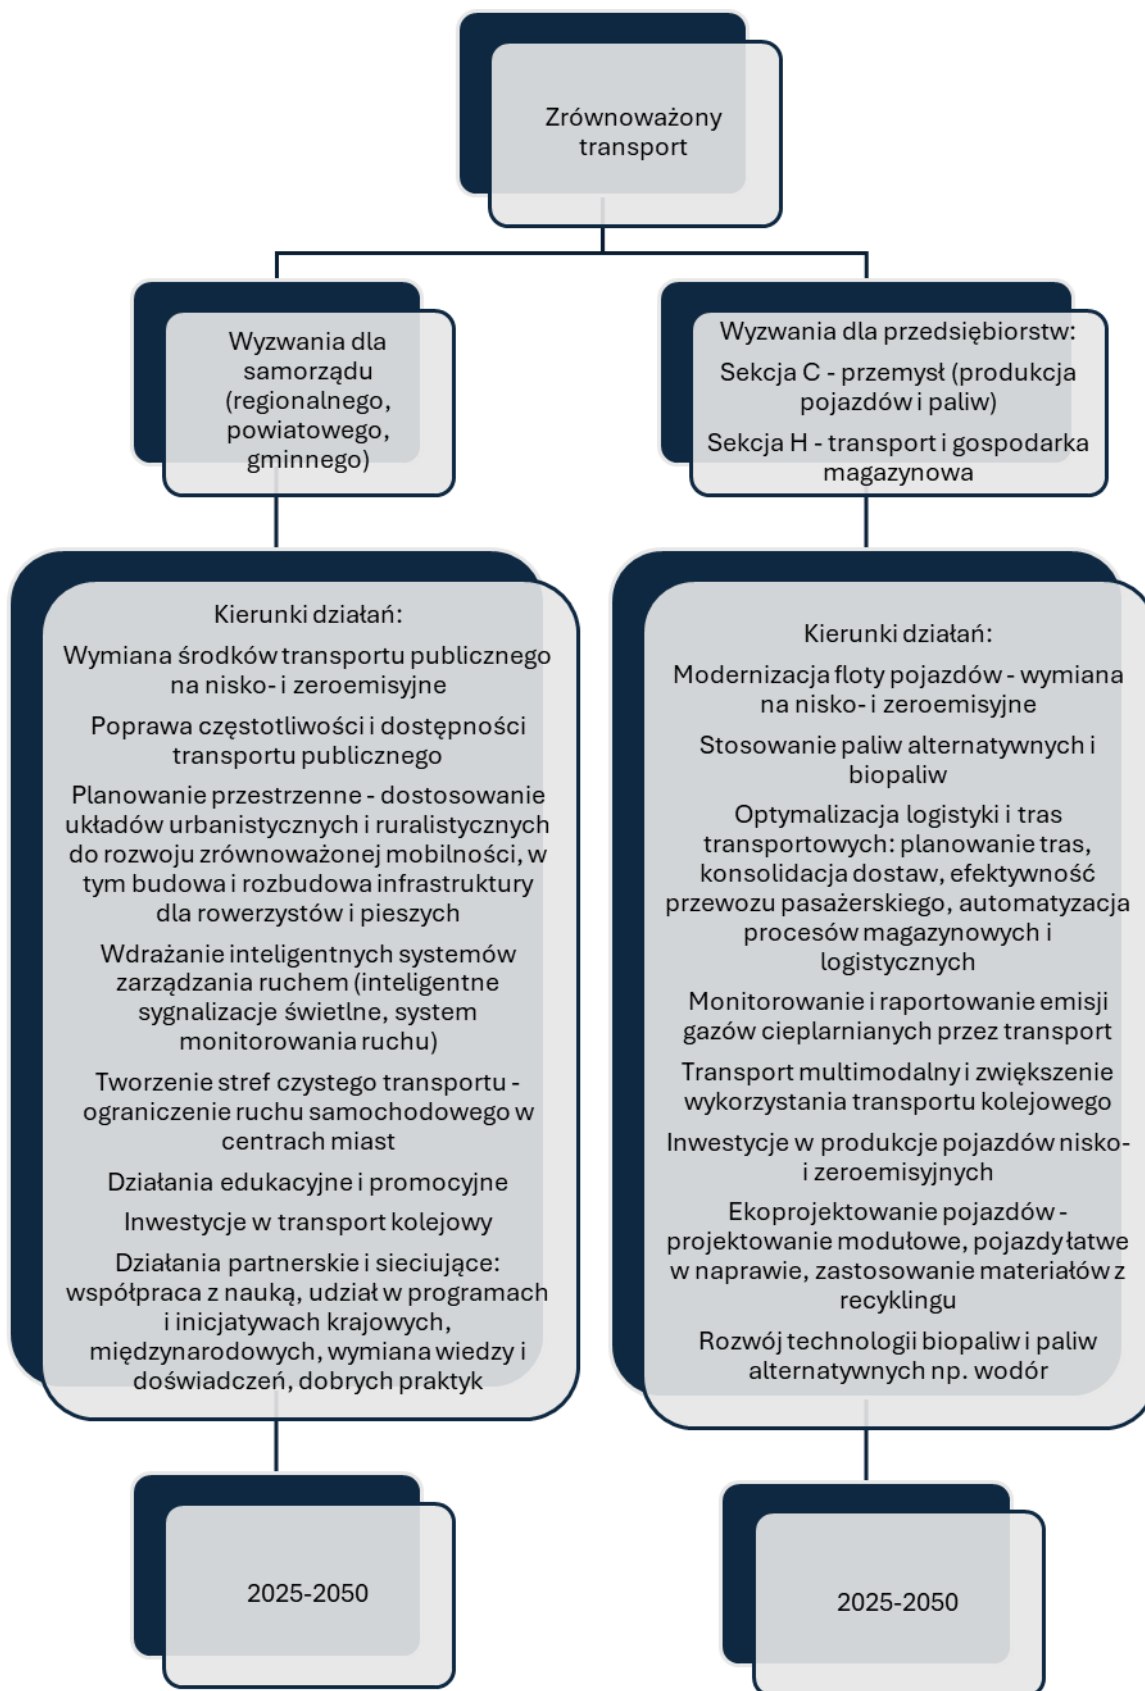 Zrównoważony
transport
Wyzwania dla
samorządu
(regionalnego,
powiatowego,
gminnego)
Wyzwania dla przedsiębiorstw:
Sekcja C - przemysł (produkcja
pojazdów i paliw)
Sekcja H - transport i gospodarka
magazynowa
Kierunki działań:
Wymiana środków transportu publicznego
na nisko- i zeroemisyjne
Poprawa częstotliwości i dostępności
transportu publicznego
Planowanie przestrzenne - dostosowanie
układów urbanistycznych i ruralistycznych
do rozwoju zrównoważonej mobilności, w
tym budowa i rozbudowa infrastruktury
dla rowerzystów i pieszych
Wdrażanie inteligentnych systemów
zarządzania ruchem (inteligentne
sygnalizacje świetlne, system
monitorowania ruchu)
Tworzenie stref czystego transportu -
ograniczenie ruchu samochodowego w
centrach miast
Działania edukacyjne i promocyjne
Inwestycje w transport kolejowy
Działania partnerskie i sieciujące:
współpraca z nauką, udział w programach
i inicjatywach krajowych,
międzynarodowych, wymiana wiedzy i
doświadczeń, dobrych praktyk
Kierunki działań:
Modernizacja floty pojazdów - wymiana
na nisko- i zeroemisyjne
Stosowanie paliw alternatywnych i
biopaliw
Optymalizacja logistyki i tras
transportowych: planowanie tras,
konsolidacja dostaw, efektywność
przewozu pasażerskiego, automatyzacja
procesów magazynowych i
logistycznych
Monitorowanie i raportowanie emisji
gazów cieplarnianych przez transport
Transport multimodalny i zwiększenie
wykorzystania transportu kolejowego
Inwestycje w produkcje pojazdów nisko-
i zeroemisyjnych
Ekoprojektowanie pojazdów -
projektowanie modułowe, pojazdy łatwe
w naprawie, zastosowanie materiałów z
recyklingu
Rozwój technologii biopaliw i paliw
alternatywnych np. wodór
2025-2050
2025-2050